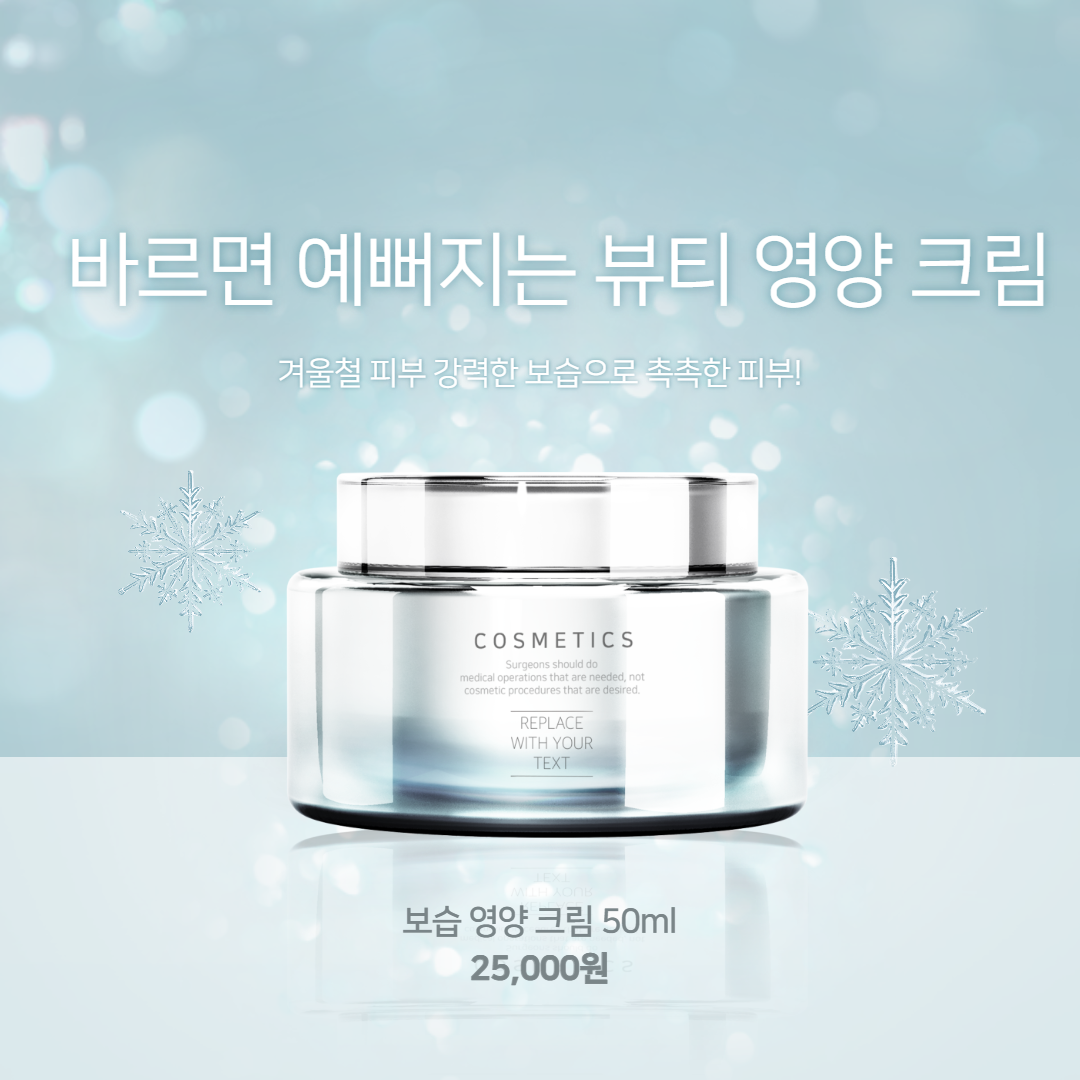 바르면 예뻐지는 뷰티 영양 크림
겨울철 피부 강력한 보습으로 촉촉한 피부!
COSMETICS
Surgeons should do
medical operations that are needed, not
cosmetic procedures that are desired.
REPLACE
WITH YOUR
TEXT
보습 영양 크림 50ml
25,000원